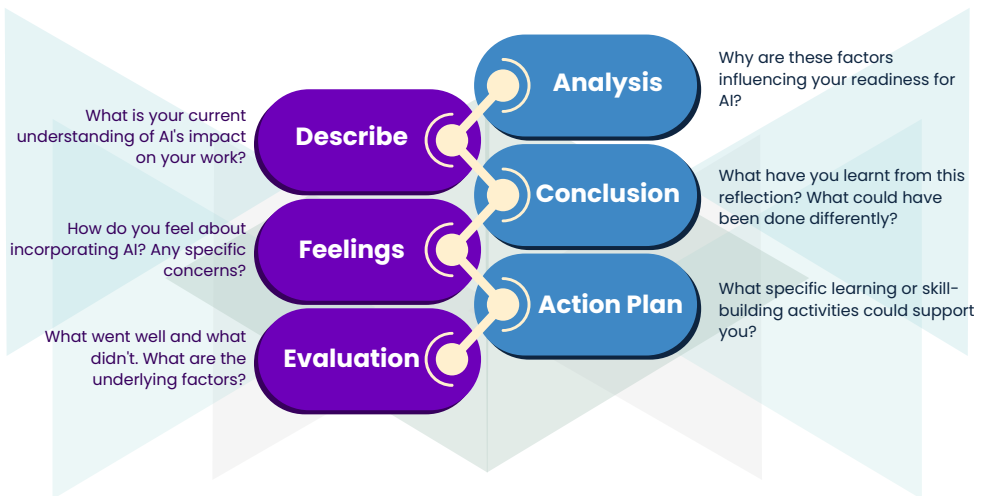 What is your current
understanding of AI's impact
on your work?
Describe
How do you feel about
incorporating AI? Any specific
concerns?
Feelings
What went well and what
didn't. What are the
underlying factors?
Evaluation
Analysis
Why are these factors
influencing your readiness for
AI?
Conclusion
What have you learnt from this
reflection? What could have
been done differently?
Action Plan
What specific learning or skill-
building activities could support
you?